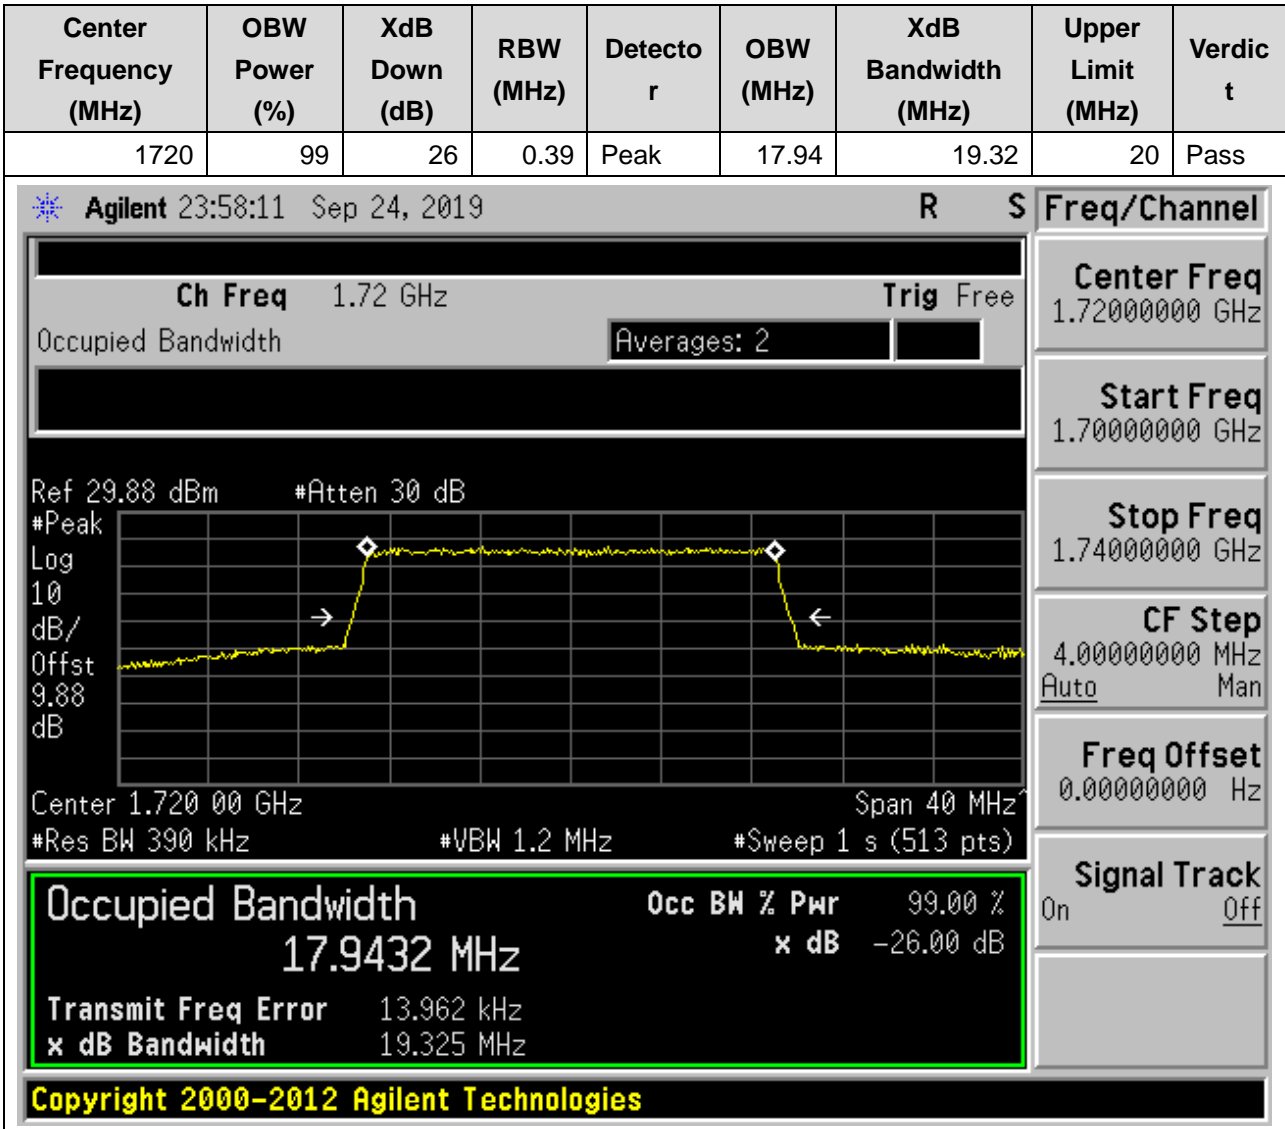 Center Frequency (MHz) OBW Power (%) XdB Down (dB) RBW (MHz) Detecto r OBW (MHz) XdB Bandwidth (MHz) Upper Limit (MHz) Verdic t
1720 99 26 0.39 Peak 17.94 19.32 20 Pass
Agilent 23:58:11 Sep 24, 2019 R S
Ch Freq 1.72 GHz Trig Free
Occupied Bandwidth Averages: 2
Ref 29.88 dBm #Atten 30 dB
#Peak
Log
10
dB/
Offst
9.88
dB
Center 1.720 00 GHz Span 40 MHz^
#Res BW 390 kHz #VBW 1.2 MHz #Sweep 1 s (513 pts)
Occupied Bandwidth Occ BW % Pwr 99.00 %
17.9432 MHz x dB -26.00 dB
Transmit Freq Error 13.962 kHz
x dB Bandwidth 19.325 MHz
Copyright 2000-2012 Agilent Technologies
Freq/Channel
Center Freq
1.72000000 GHz
Start Freq
1.70000000 GHz
Stop Freq
1.74000000 GHz
CF Step
4.00000000 MHz
Auto Man
Freq Offset
0.00000000 Hz
Signal Track
On Off